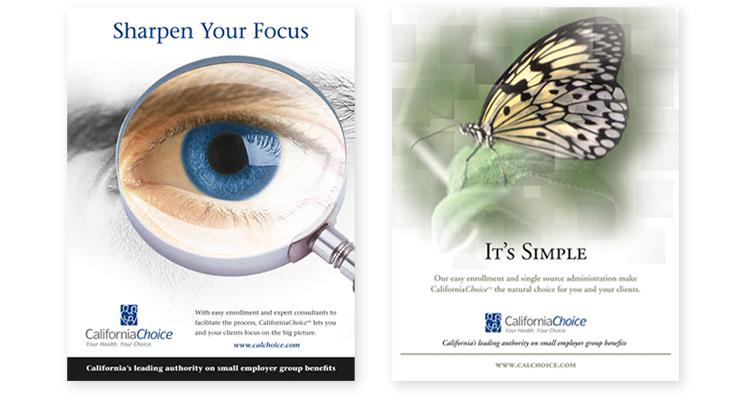 Sharpen Your Focus
CaliforniaChoice
Your Health. Your Choice.
With easy enrollment and expert consultants to
facilitate the process, CaliforniaChoice℠ lets you
and your clients focus on the big picture.
www.calchoice.com
California's leading authority on small employer group benefits
It's Simple
Our easy enrollment and single source administration make
CaliforniaChoice℠ the natural choice for you and your clients.
CaliforniaChoice
Your Health. Your Choice.
California's leading authority on small employer group benefits
WWW.CALCHOICE.COM